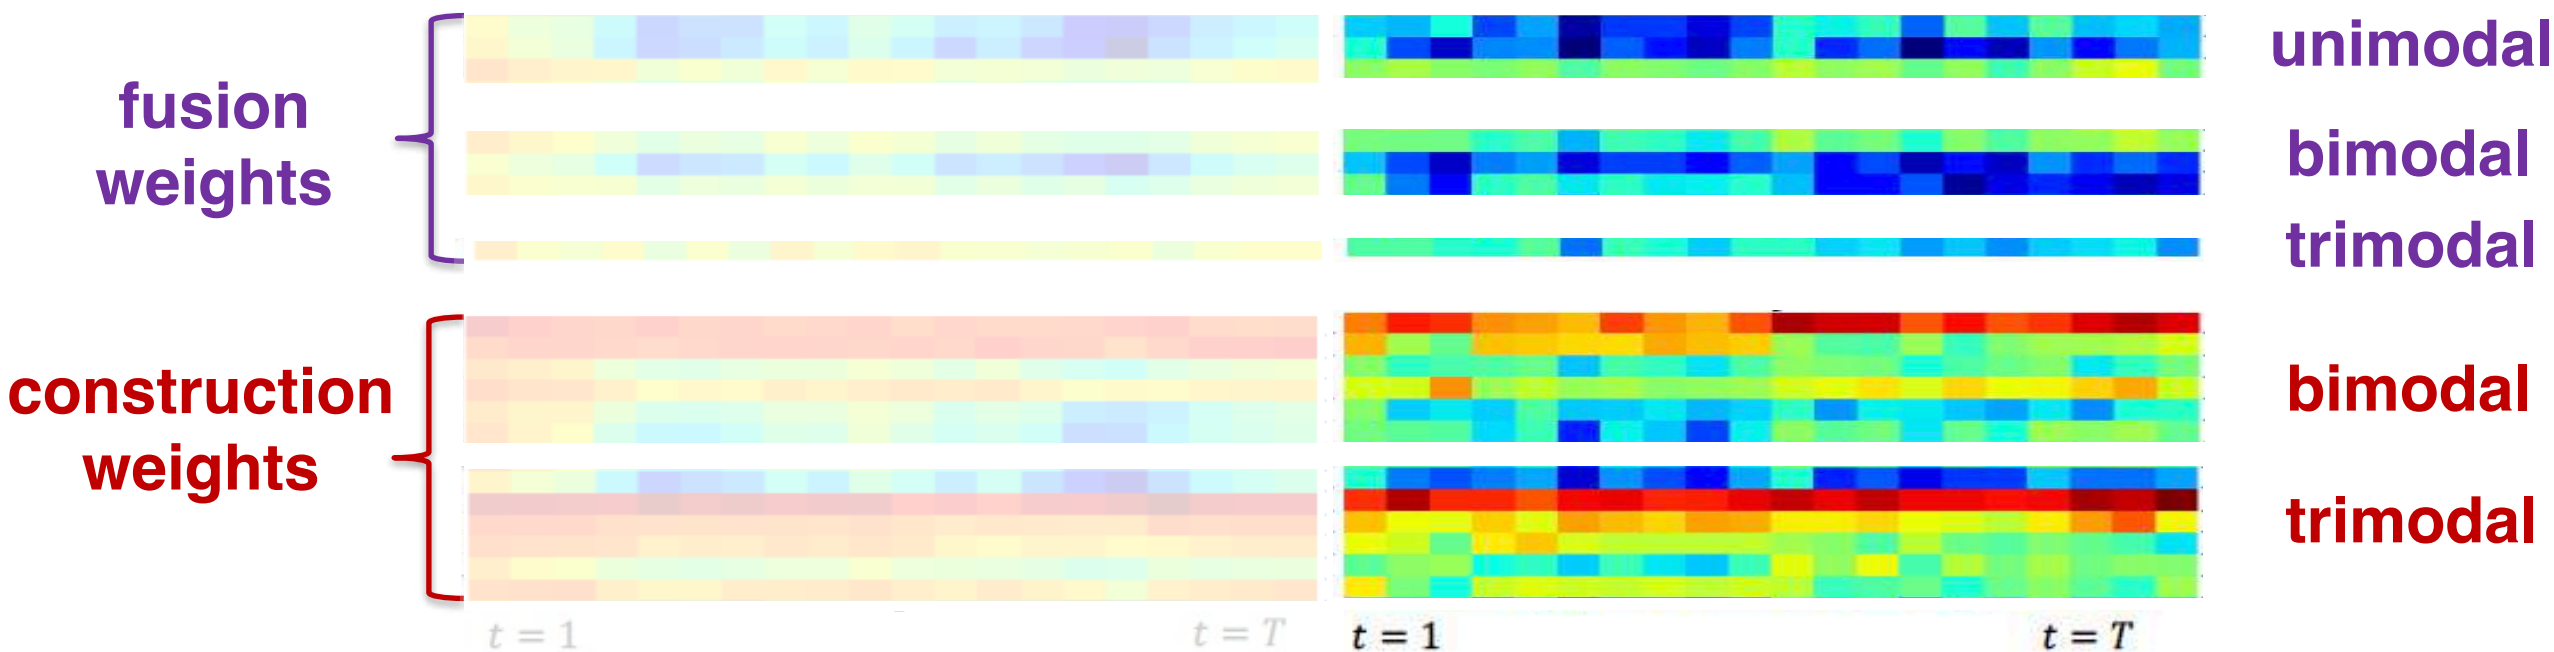 unimodal
fusion
weights
bimodal
trimodal
construction
weights
bimodal
trimodal
t = 1
t = T
t = 1
t = T